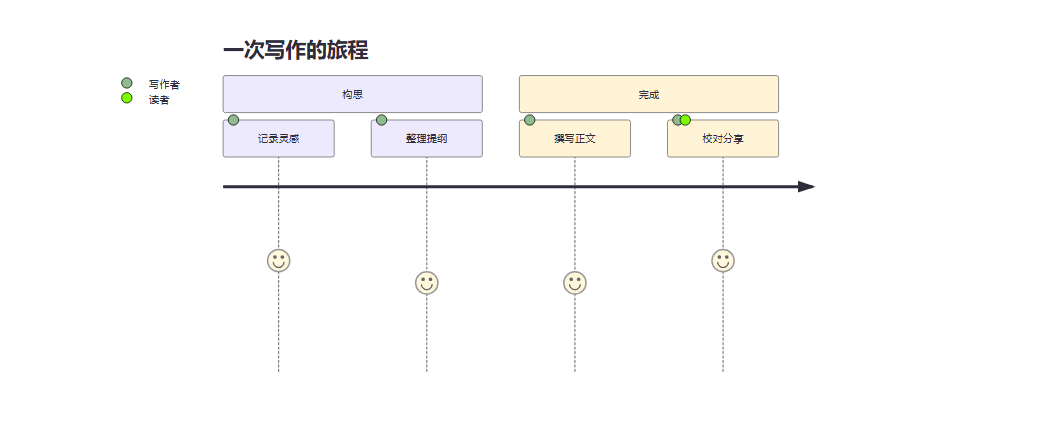 一次写作的旅程
写作者
读者
构思
完成
记录灵感
整理提纲
撰写正文
校对分享